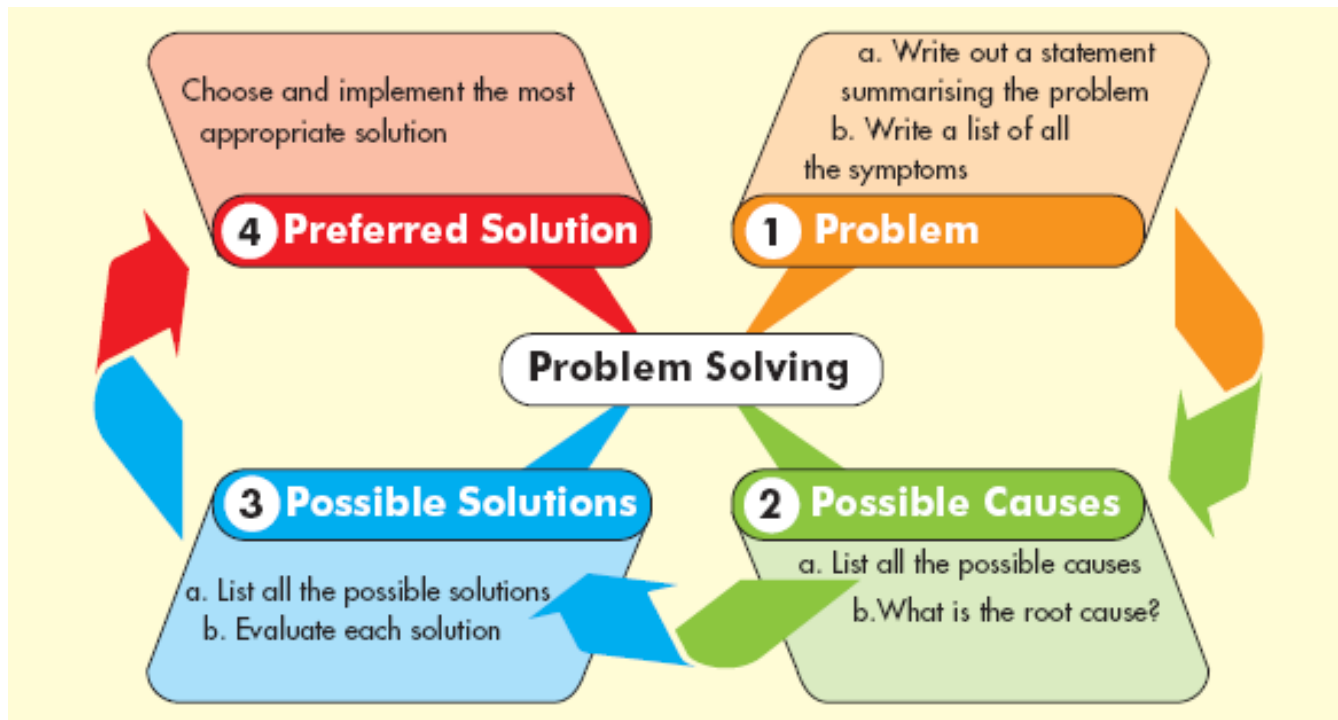 Problem Solving
a. Write out a statement
summarising the problem
b. Write a list of all
the symptoms
1 Problem
2 Possible Causes
a. List all the possible causes
b.What is the root cause?
3 Possible Solutions
a. List all the possible solutions
b. Evaluate each solution
Choose and implement the most
appropriate solution
4 Preferred Solution